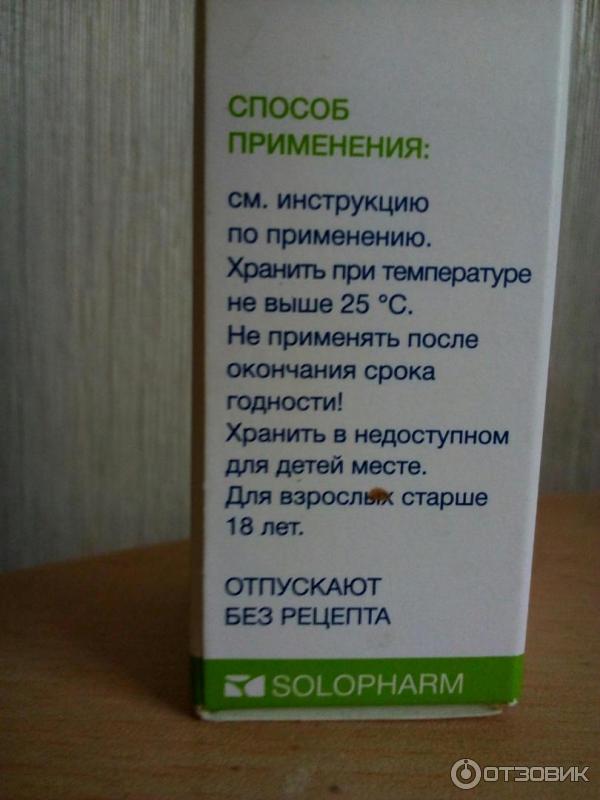 СПОСОБ
ПРИМЕНЕНИЯ:
см. инструкцию
по применению.
Хранить при температуре
не выше 25 °C.
Не применять после
окончания срока
годности!
Хранить в недоступном
для детей месте.
Для взрослых старше
18 лет.
ОТПУСКАЮТ
БЕЗ РЕЦЕПТА
SOLOPHARM
ОТЗОВИК